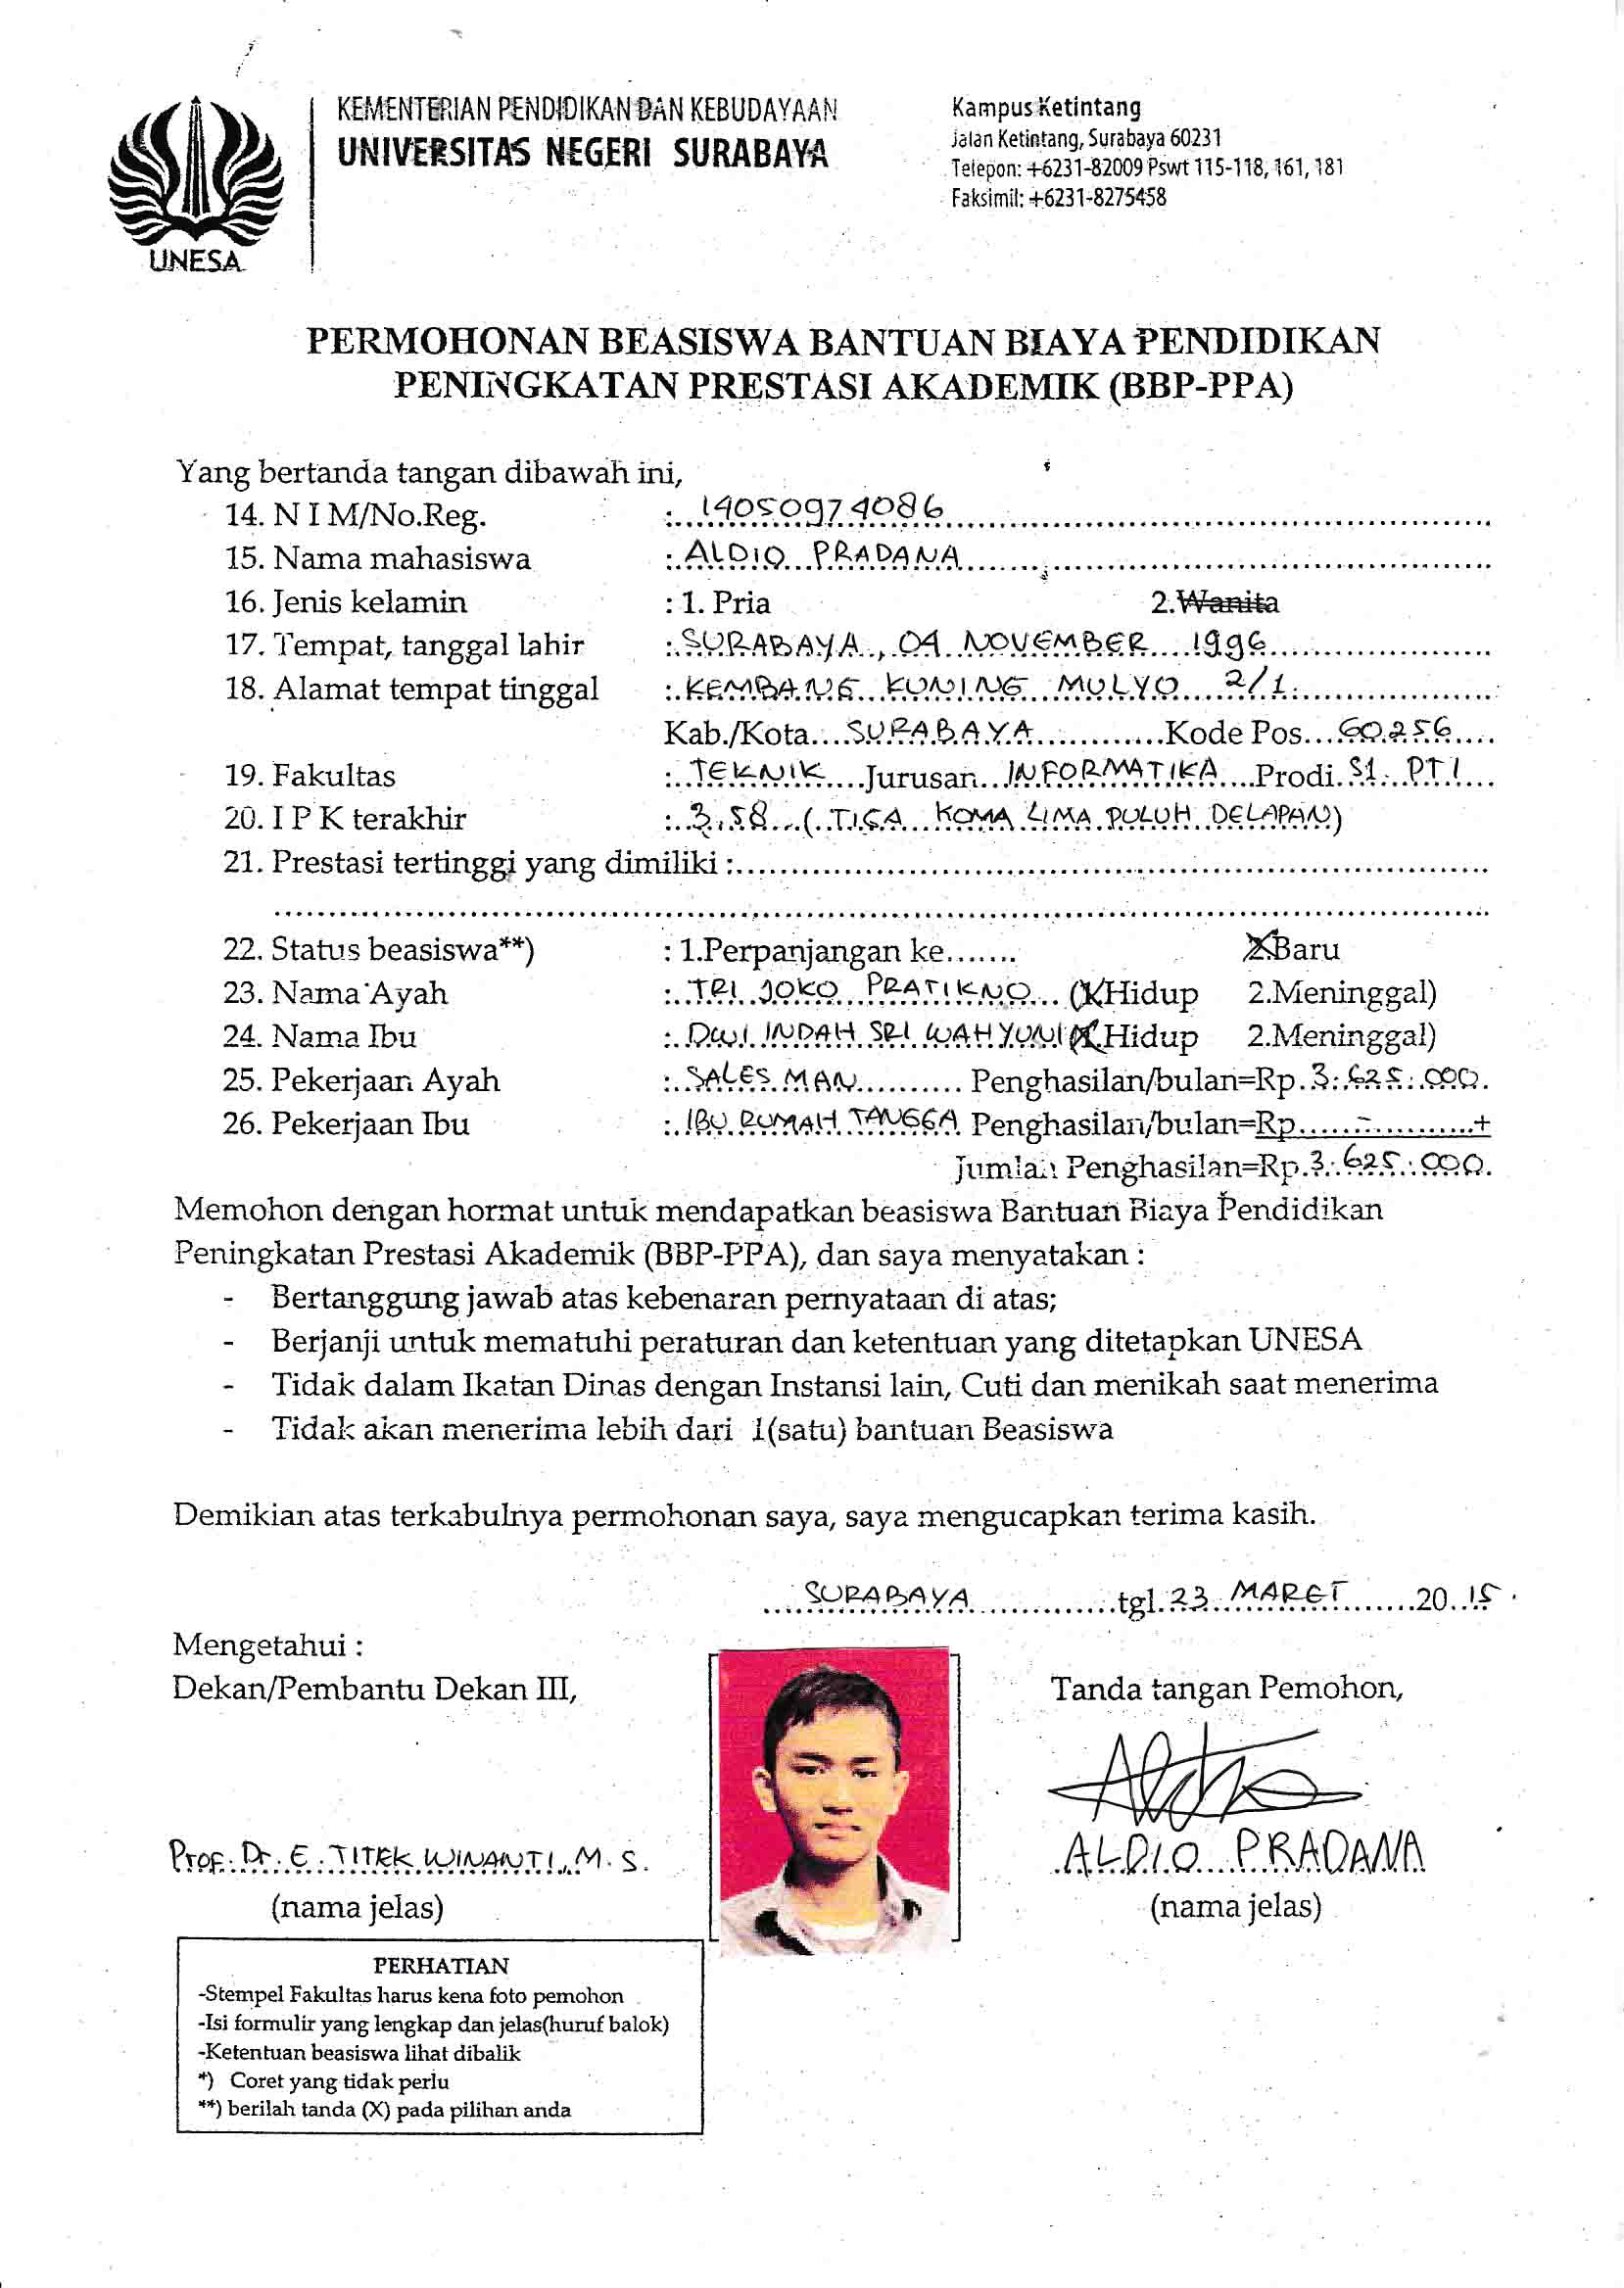 KEMENTERIAN PENDIDIKAN DAN KEBUDAYAAN
UNIVERSITAS NEGERI SURABAYA
UNESA
Kampus Ketintang
Jalan Ketintang, Surabaya 60231
Telepon: +6231-82009 Pswt 115-118, 161, 181
Faksimil: +6231-8275458
PERMOHONAN BEASISWA BANTUAN BIAYA PENDIDIKAN
PENINGKATAN PRESTASI AKADEMIK (BBP-PPA)
Yang bertanda tangan dibawah ini,
14. N I M/No.Reg. : 14050974086
15. Nama mahasiswa : ALDIO PRADANA
16. Jenis kelamin : 1. Pria 2. Wanita
17. Tempat, tanggal lahir : SURABAYA, 04 NOVEMBER 1996
18. Alamat tempat tinggal : KEMBANG KUNING MULYO 2/1
Kab./Kota SURABAYA Kode Pos 60256
19. Fakultas : TEKNIK Jurusan INFORMATIKA Prodi S1 PTI
20. I P K terakhir : 3,58 (TIGA KOMA LIMA PULUH DELAPAN)
21. Prestasi tertinggi yang dimiliki :
22. Status beasiswa**) : 1.Perpanjangan ke....... 2.Baru
23. Nama Ayah : TRI JOKO PRATIKNO (1.Hidup 2.Meninggal)
24. Nama Ibu : DWI INDAH SRI WAHYUNI (1.Hidup 2.Meninggal)
25. Pekerjaan Ayah : SALES MAN Penghasilan/bulan=Rp. 3.625.000.
26. Pekerjaan Ibu : IBU RUMAH TANGGA Penghasilan/bulan=Rp - +
Jumlah Penghasilan=Rp. 3.625.000.
Memohon dengan hormat untuk mendapatkan beasiswa Bantuan Biaya Pendidikan
Peningkatan Prestasi Akademik (BBP-PPA), dan saya menyatakan :
- Bertanggung jawab atas kebenaran pernyataan di atas;
- Berjanji untuk mematuhi peraturan dan ketentuan yang ditetapkan UNESA
- Tidak dalam Ikatan Dinas dengan Instansi lain, Cuti dan menikah saat menerima
- Tidak akan menerima lebih dari 1(satu) bantuan Beasiswa
Demikian atas terkabulnya permohonan saya, saya mengucapkan terima kasih.
SURABAYA tgl. 23 MARET 2015.
Mengetahui :
Dekan/Pembantu Dekan III,
Tanda tangan Pemohon,
Prof. Dr. E. TITEK WINANTI, M.S.
ALDIO PRADANA
(nama jelas)
(nama jelas)
PERHATIAN
-Stempel Fakultas harus kena foto pemohon
-Isi formulir yang lengkap dan jelas(huruf balok)
-Ketentuan beasiswa lihat dibalik
*) Coret yang tidak perlu
**) berilah tanda (X) pada pilihan anda